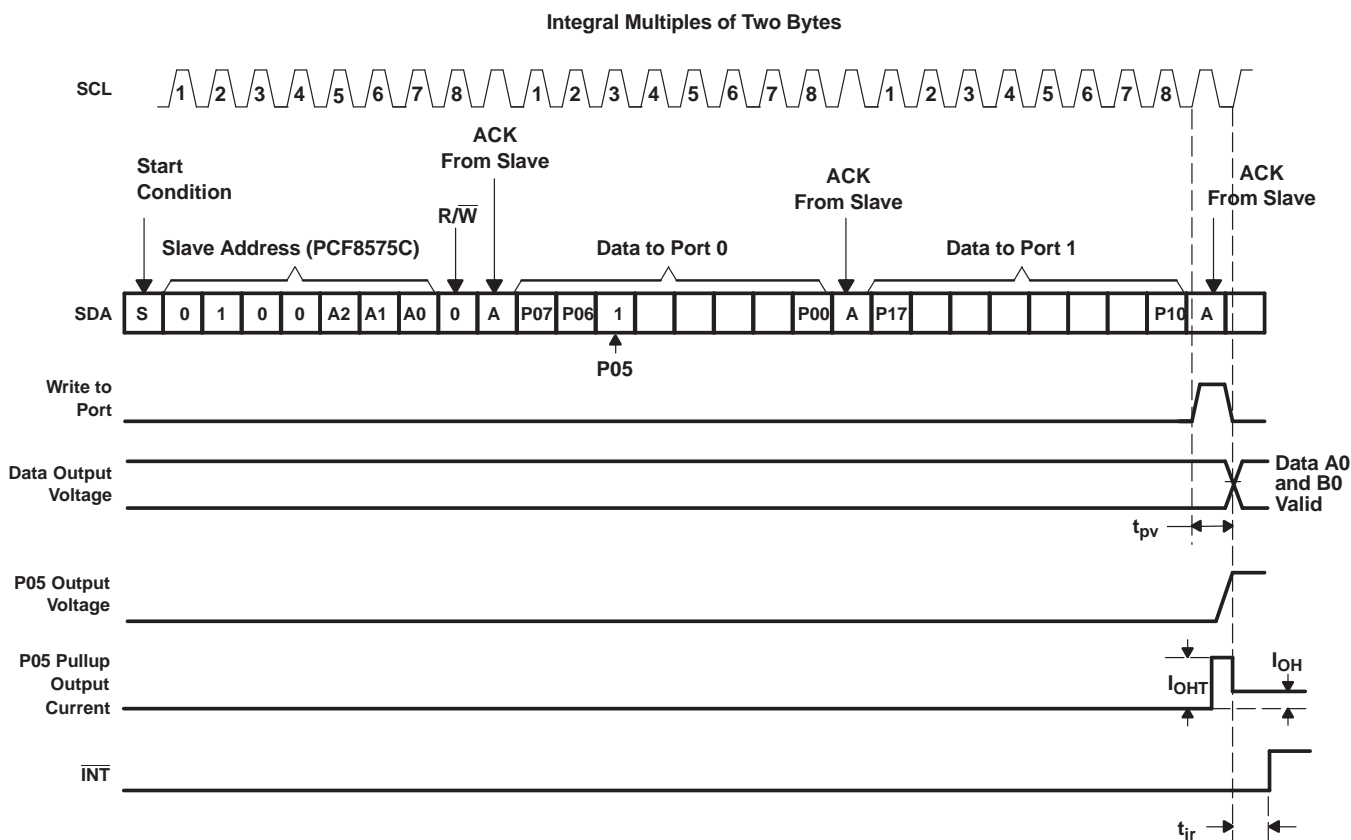 Integral Multiples of Two Bytes
SCL
1 2 3 4 5 6 7 8 1 2 3 4 5 6 7 8 1 2 3 4 5 6 7 8
Start
Condition
R/W̅
ACK
From Slave
ACK
From Slave
ACK
From Slave
Slave Address (PCF8575C)
Data to Port 0
Data to Port 1
SDA
S 0 1 0 0 A2 A1 A0 0 A P07 P06 1 P00 A P17 P10 A
P05
Write to
Port
Data Output
Voltage
Data A0
and B0
Valid
tpv
P05 Output
Voltage
P05 Pullup
Output
Current
IOHT
IOH
I̅N̅T̅
tir